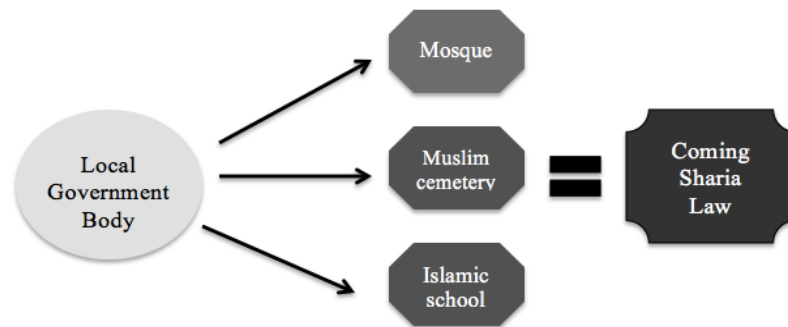 Local
Government
Body
Mosque
Muslim
cemetery
Islamic
school
Coming
Sharia
Law